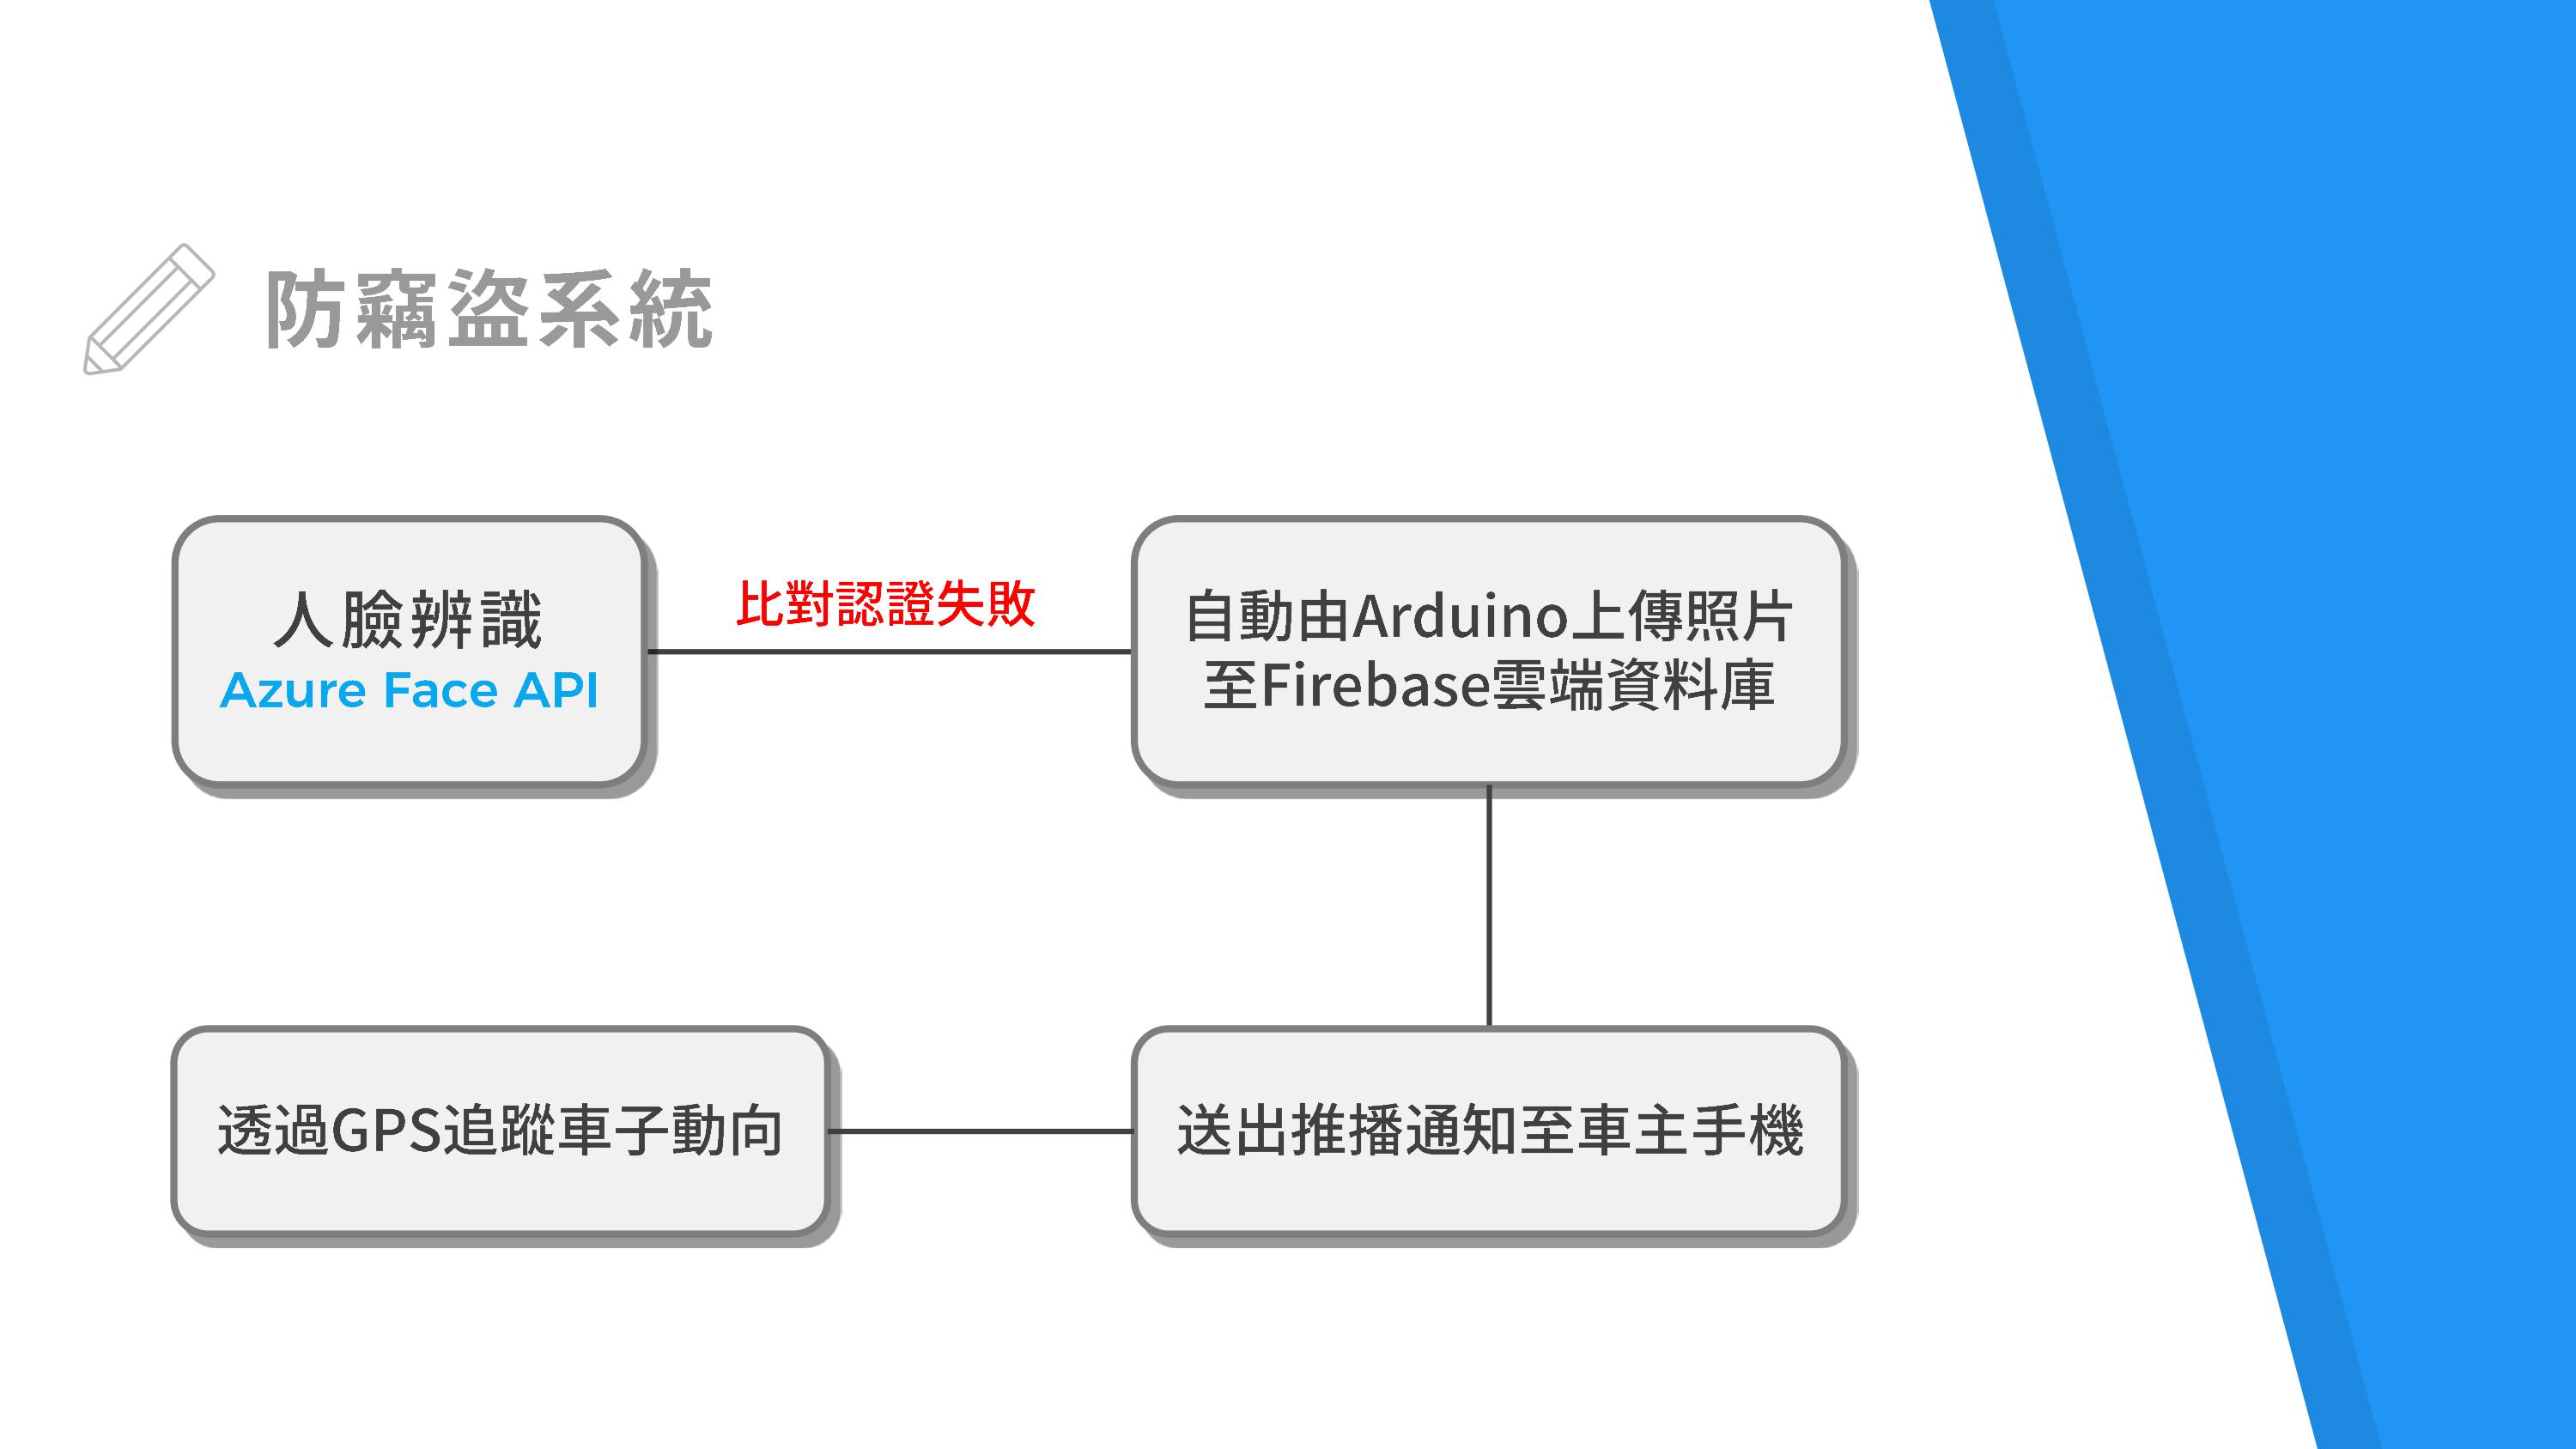 防竊盜系統
人臉辨識
Azure Face API
比對認證失敗
自動由Arduino上傳照片
至Firebase雲端資料庫
透過GPS追蹤車子動向
送出推播通知至車主手機